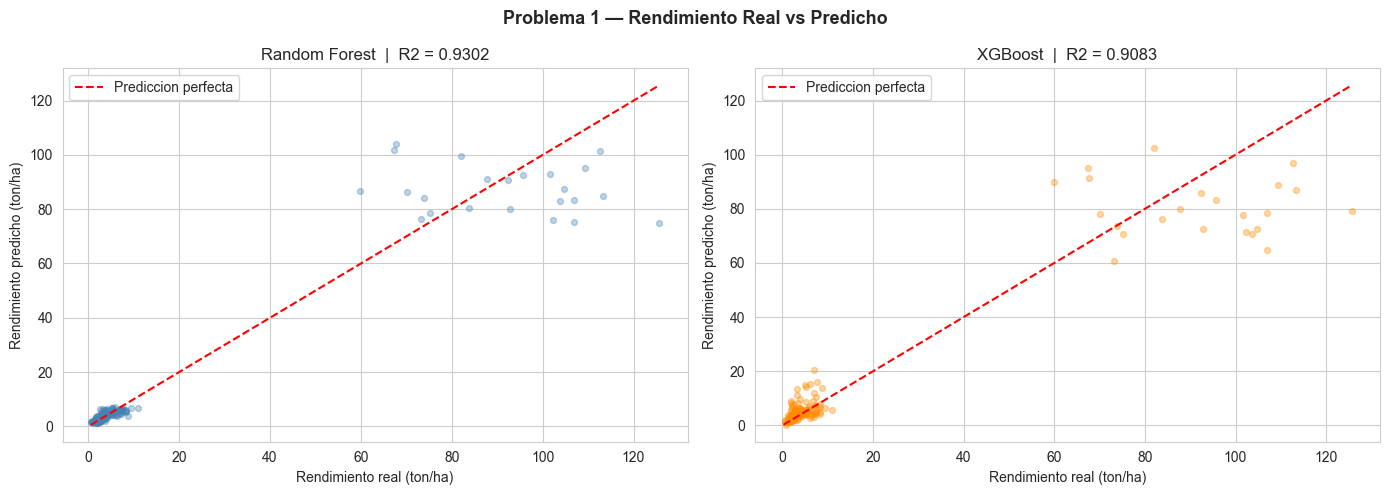 Problema 1 — Rendimiento Real vs Predicho
Random Forest | R2 = 0.9302
Prediccion perfecta
Rendimiento predicho (ton/ha)
120
100
80
60
40
20
0
0 20 40 60 80 100 120
Rendimiento real (ton/ha)
XGBoost | R2 = 0.9083
Prediccion perfecta
Rendimiento predicho (ton/ha)
120
100
80
60
40
20
0
0 20 40 60 80 100 120
Rendimiento real (ton/ha)